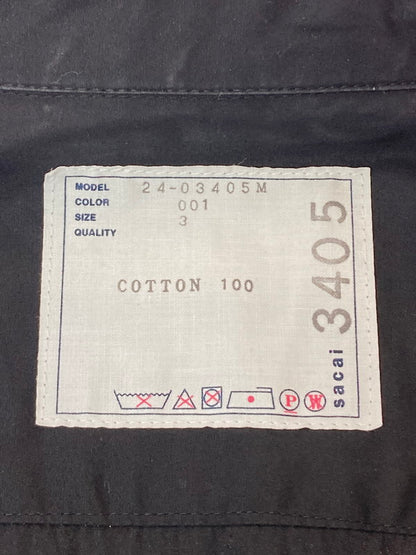 MODEL 24-03405M
COLOR 001
SIZE 3
QUALITY
COTTON 100
P W
sacai 3405